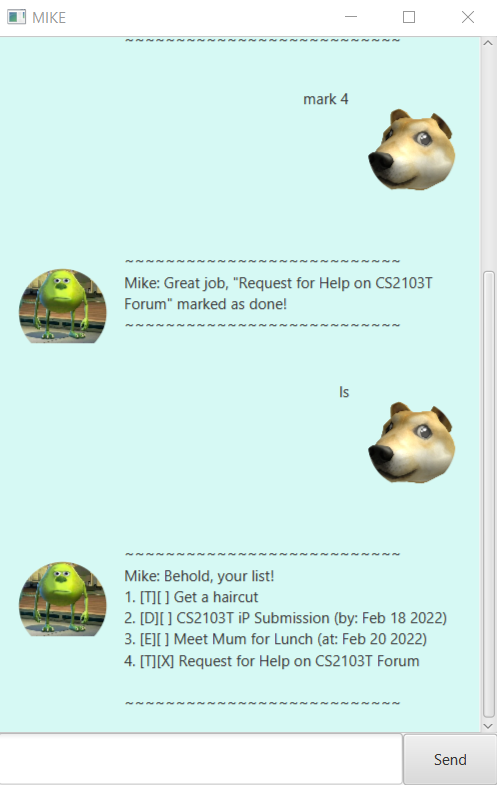 MIKE
~~~~~~~~~~~~~~~~~~~~~~~~~~~
mark 4
~~~~~~~~~~~~~~~~~~~~~~~~~~~
Mike: Great job, "Request for Help on CS2103T
Forum" marked as done!
~~~~~~~~~~~~~~~~~~~~~~~~~~~
ls
~~~~~~~~~~~~~~~~~~~~~~~~~~~
Mike: Behold, your list!
1. [T][ ] Get a haircut
2. [D][ ] CS2103T iP Submission (by: Feb 18 2022)
3. [E][ ] Meet Mum for Lunch (at: Feb 20 2022)
4. [T][X] Request for Help on CS2103T Forum
~~~~~~~~~~~~~~~~~~~~~~~~~~~
Send